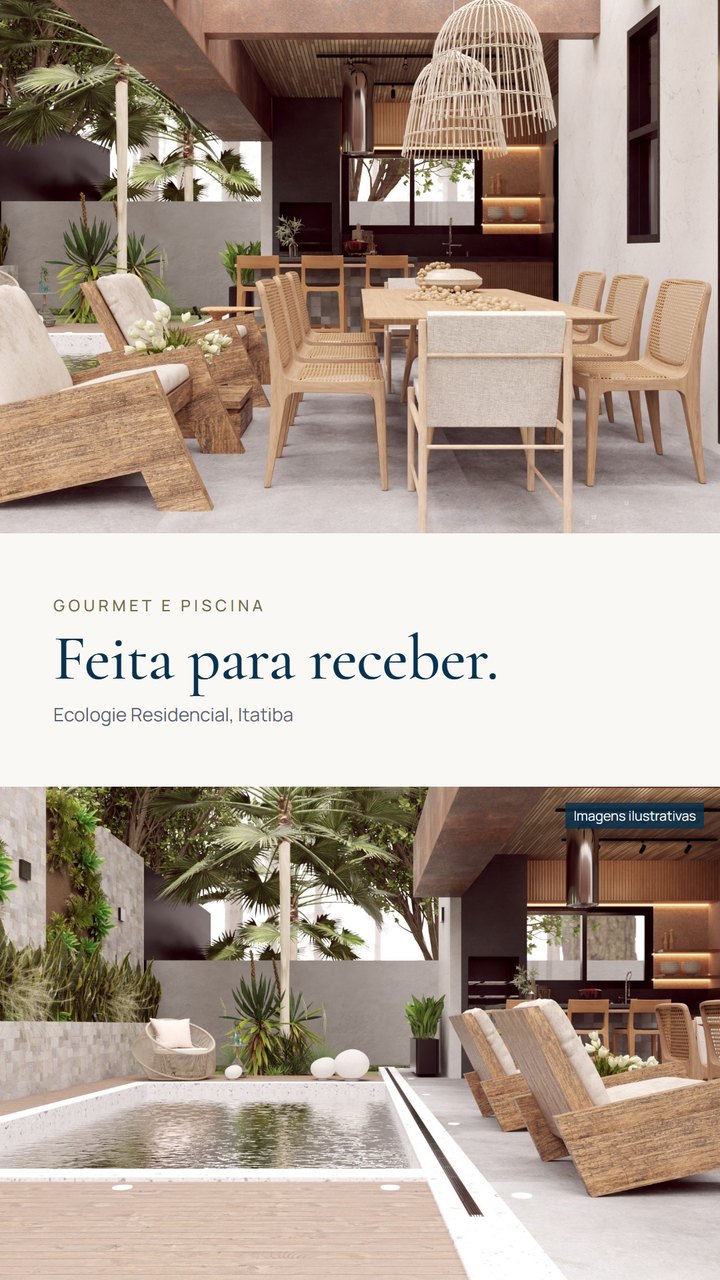 GOURMET E PISCINA
Feita para receber.
Ecologie Residencial, Itatiba
Imagens ilustrativas